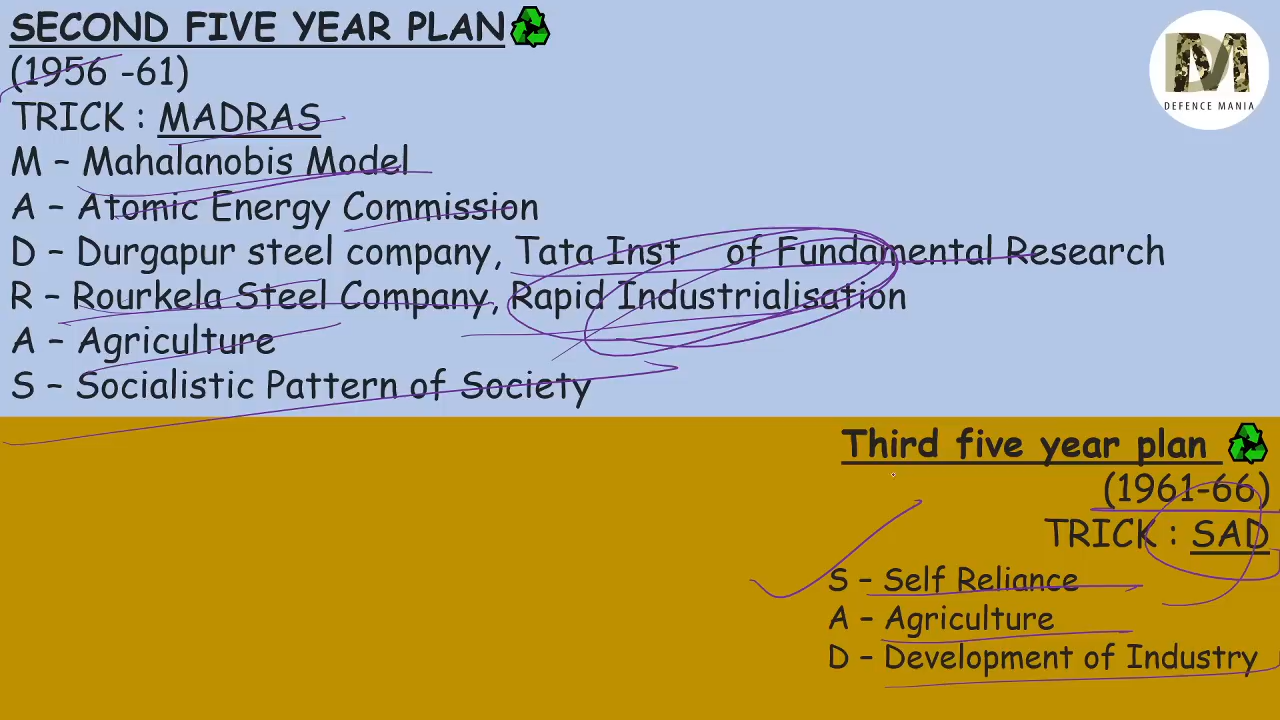 SECOND FIVE YEAR PLAN
(1956 -61)
TRICK : MADRAS
M – Mahalanobis Model
A – Atomic Energy Commission
D – Durgapur steel company, Tata Inst of Fundamental Research
R – Rourkela Steel Company, Rapid Industrialisation
A – Agriculture
S – Socialistic Pattern of Society
DM
DEFENCE MANIA
Third five year plan
(1961-66)
TRICK : SAD
S – Self Reliance
A – Agriculture
D – Development of Industry